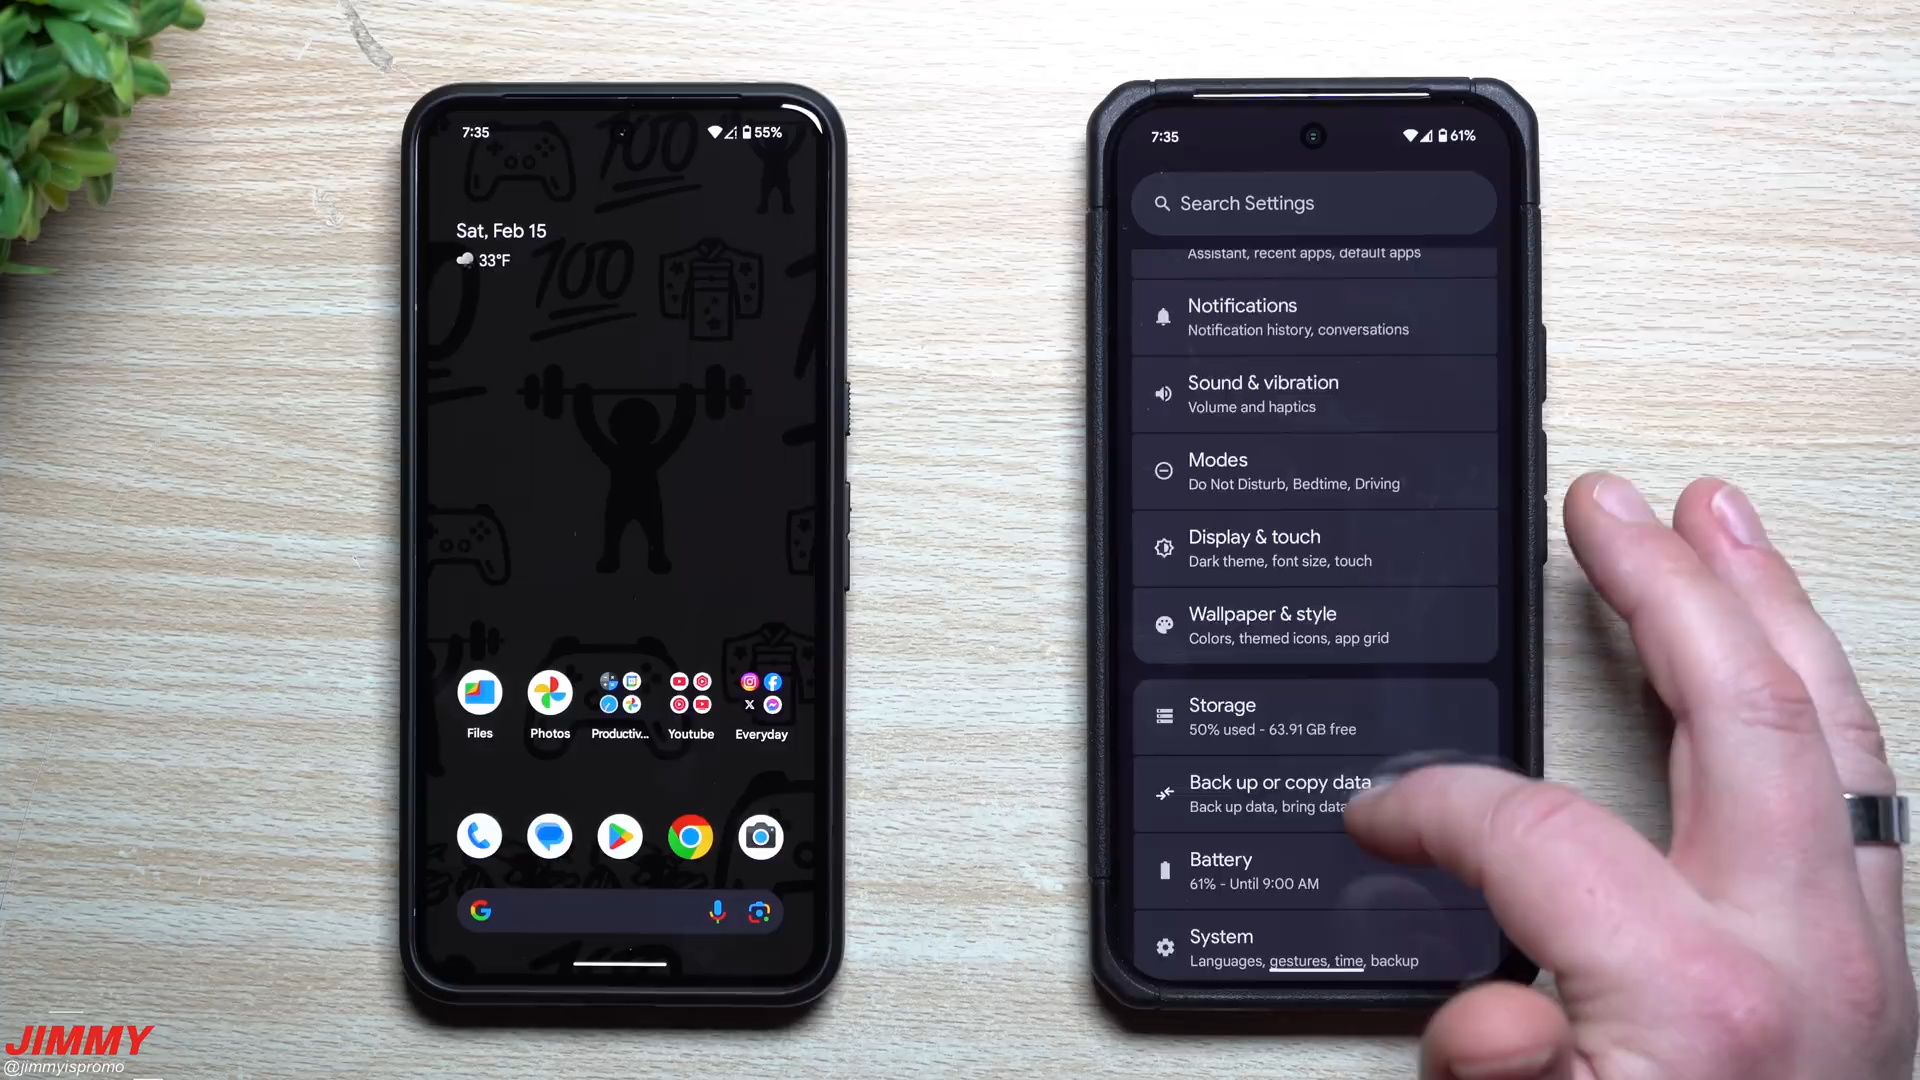 7:35
55%
Sat, Feb 15
33°F
Files
Photos
Productiv...
Youtube
Everyday
7:35
61%
Search Settings
Assistant, recent apps, default apps
Notifications
Notification history, conversations
Sound & vibration
Volume and haptics
Modes
Do Not Disturb, Bedtime, Driving
Display & touch
Dark theme, font size, touch
Wallpaper & style
Colors, themed icons, app grid
Storage
50% used - 63.91 GB free
Back up or copy data
Back up data, bring data
Battery
61% - Until 9:00 AM
System
Languages, gestures, time, backup
100
100
JIMMY
@jimmyispromo